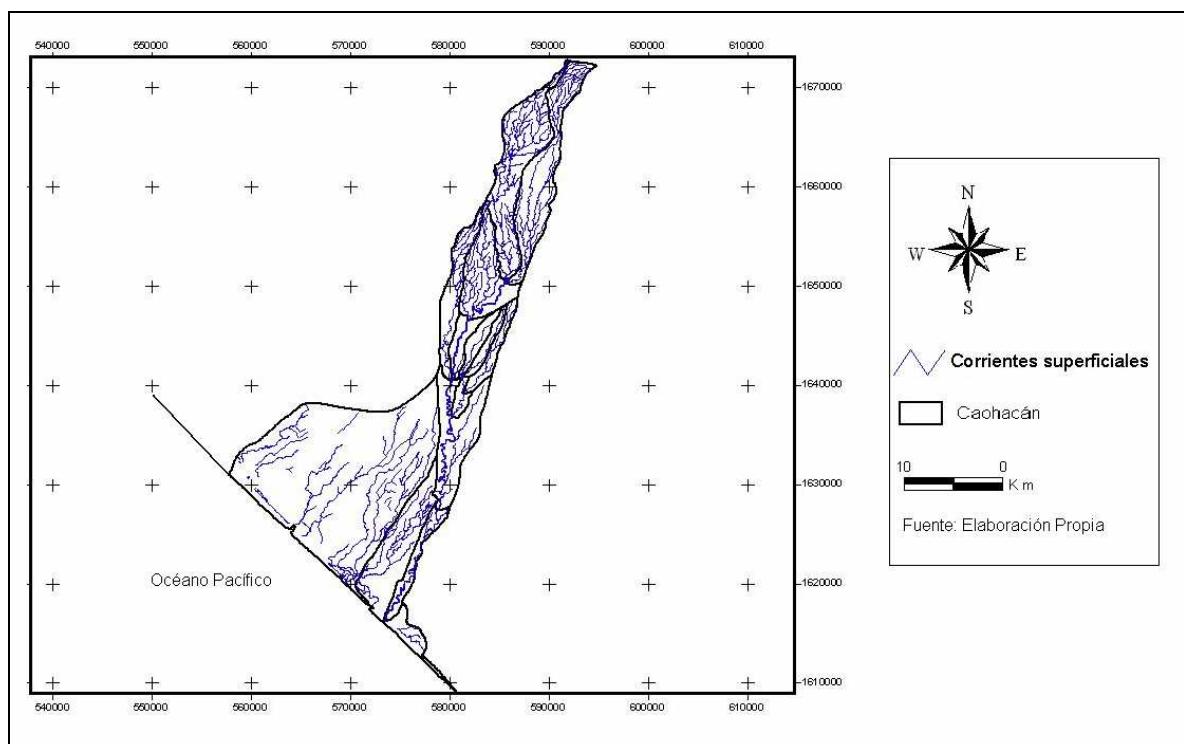 540000 550000 560000 570000 580000 590000 600000 610000
1670000
1660000
1650000
1640000
1630000
1620000
1610000
Océano Pacífico
540000 550000 560000 570000 580000 590000 600000 610000
N
W E
S
Corrientes superficiales
Caohacán
10 0
K m
Fuente: Elaboración Propia